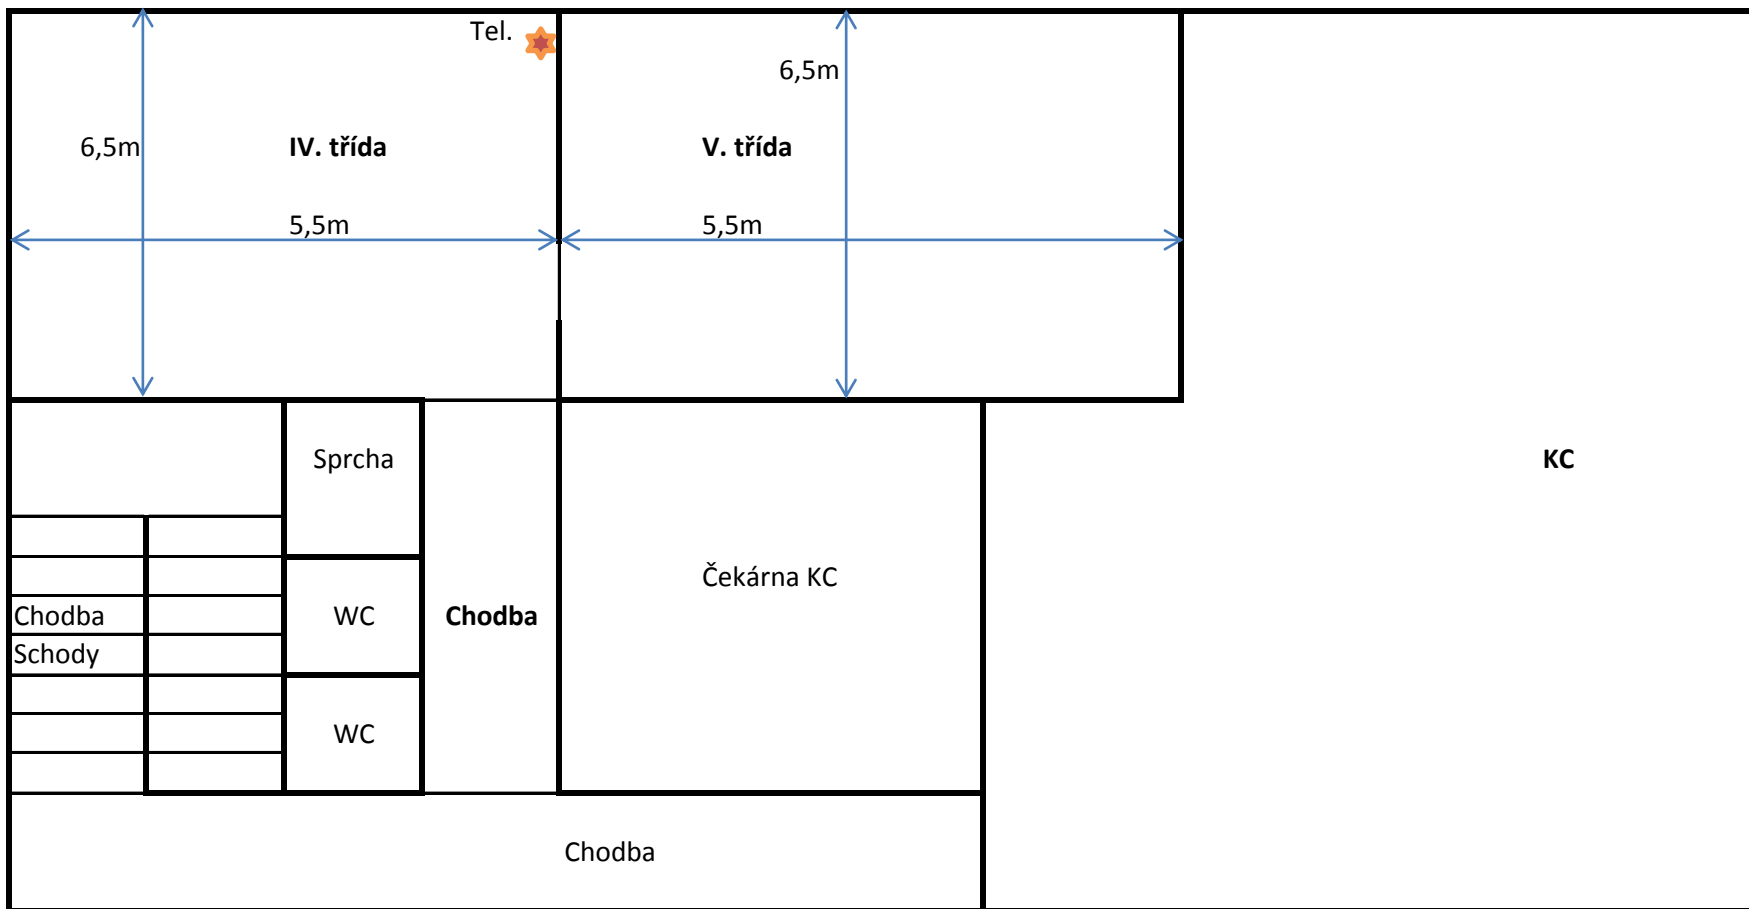 Tel.
6,5m
6,5m
IV. třída
V. třída
5,5m
5,5m
Sprcha
KC
Čekárna KC
Chodba
WC
Chodba
Schody
WC
Chodba